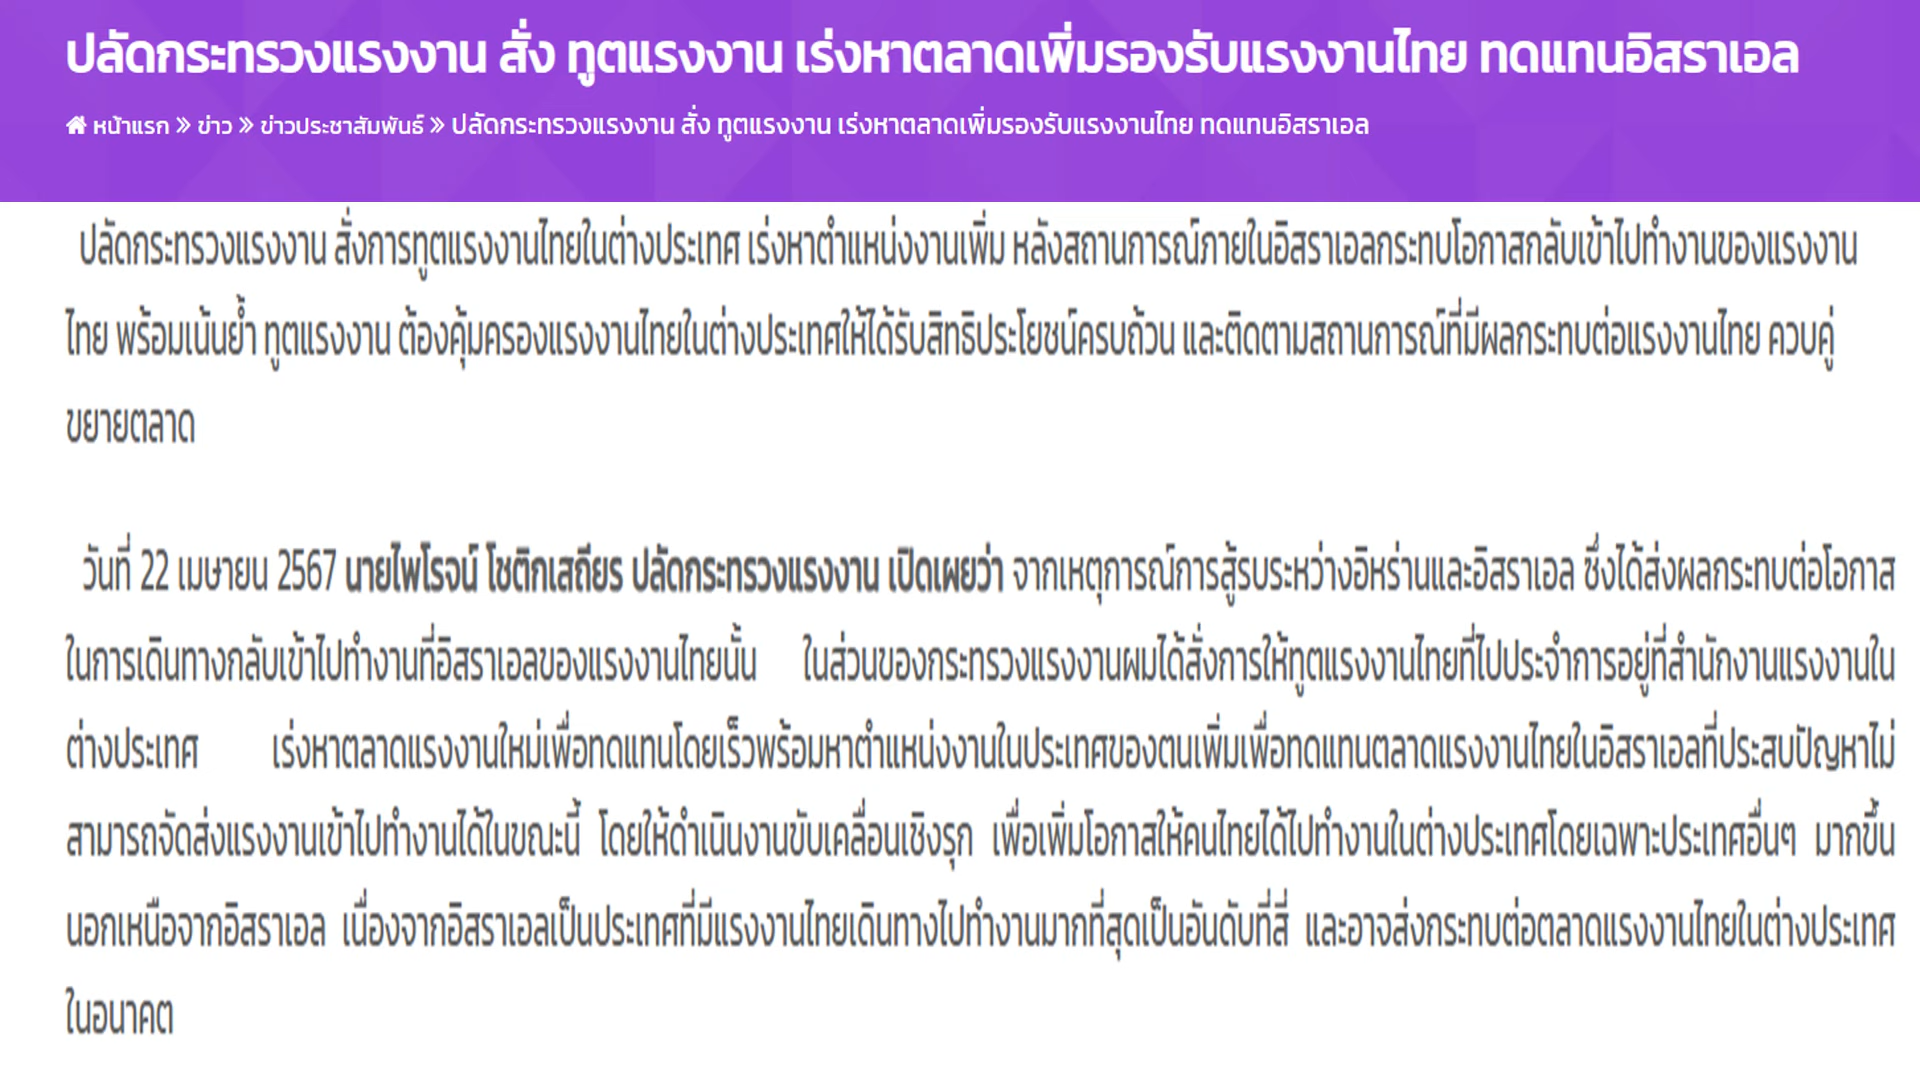 ปลัดกระทรวงแรงงาน สั่ง ทูตแรงงาน เร่งหาตลาดเพิ่มรองรับแรงงานไทย ทดแทนอิสราเอล
หน้าแรก » ข่าว » ข่าวประชาสัมพันธ์ » ปลัดกระทรวงแรงงาน สั่ง ทูตแรงงาน เร่งหาตลาดเพิ่มรองรับแรงงานไทย ทดแทนอิสราเอล
ปลัดกระทรวงแรงงาน สั่งการทูตแรงงานไทยในต่างประเทศ เร่งหาตำแหน่งงานเพิ่ม หลังสถานการณ์ภายในอิสราเอลกระทบโอกาสกลับเข้าไปทำงานของแรงงาน
ไทย พร้อมเน้นย้ำ ทูตแรงงาน ต้องคุ้มครองแรงงานไทยในต่างประเทศให้ได้รับสิทธิประโยชน์ครบถ้วน และติดตามสถานการณ์ที่มีผลกระทบต่อแรงงานไทย ควบคู่
ขยายตลาด
วันที่ 22 เมษายน 2567 นายไพโรจน์ โชติกเสถียร ปลัดกระทรวงแรงงาน เปิดเผยว่า จากเหตุการณ์การสู้รบระหว่างอิหร่านและอิสราเอล ซึ่งได้ส่งผลกระทบต่อโอกาส
ในการเดินทางกลับเข้าไปทำงานที่อิสราเอลของแรงงานไทยนั้น ในส่วนของกระทรวงแรงงานผมได้สั่งการให้ทูตแรงงานไทยที่ไปประจำการอยู่ที่สำนักงานแรงงานใน
ต่างประเทศ เร่งหาตลาดแรงงานใหม่เพื่อทดแทนโดยเร็วพร้อมหาตำแหน่งงานในประเทศของตนเพิ่มเพื่อทดแทนตลาดแรงงานไทยในอิสราเอลที่ประสบปัญหาไม่
สามารถจัดส่งแรงงานเข้าไปทำงานได้ในขณะนี้ โดยให้ดำเนินงานขับเคลื่อนเชิงรุก เพื่อเพิ่มโอกาสให้คนไทยได้ไปทำงานในต่างประเทศโดยเฉพาะประเทศอื่นๆ มากขึ้น
นอกเหนือจากอิสราเอล เนื่องจากอิสราเอลเป็นประเทศที่มีแรงงานไทยเดินทางไปทำงานมากที่สุดเป็นอันดับที่สี่ และอาจส่งกระทบต่อตลาดแรงงานไทยในต่างประเทศ
ในอนาคต